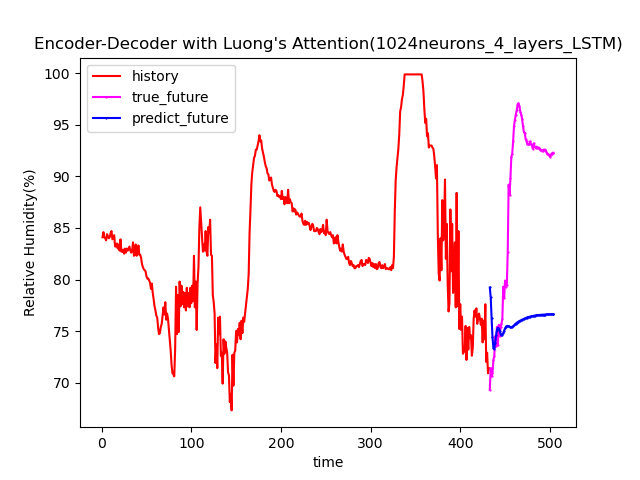 Encoder-Decoder with Luong's Attention(1024neurons_4_layers_LSTM)
history
true_future
predict_future
Relative Humidity(%)
100
95
90
85
80
75
70
0 100 200 300 400 500
time